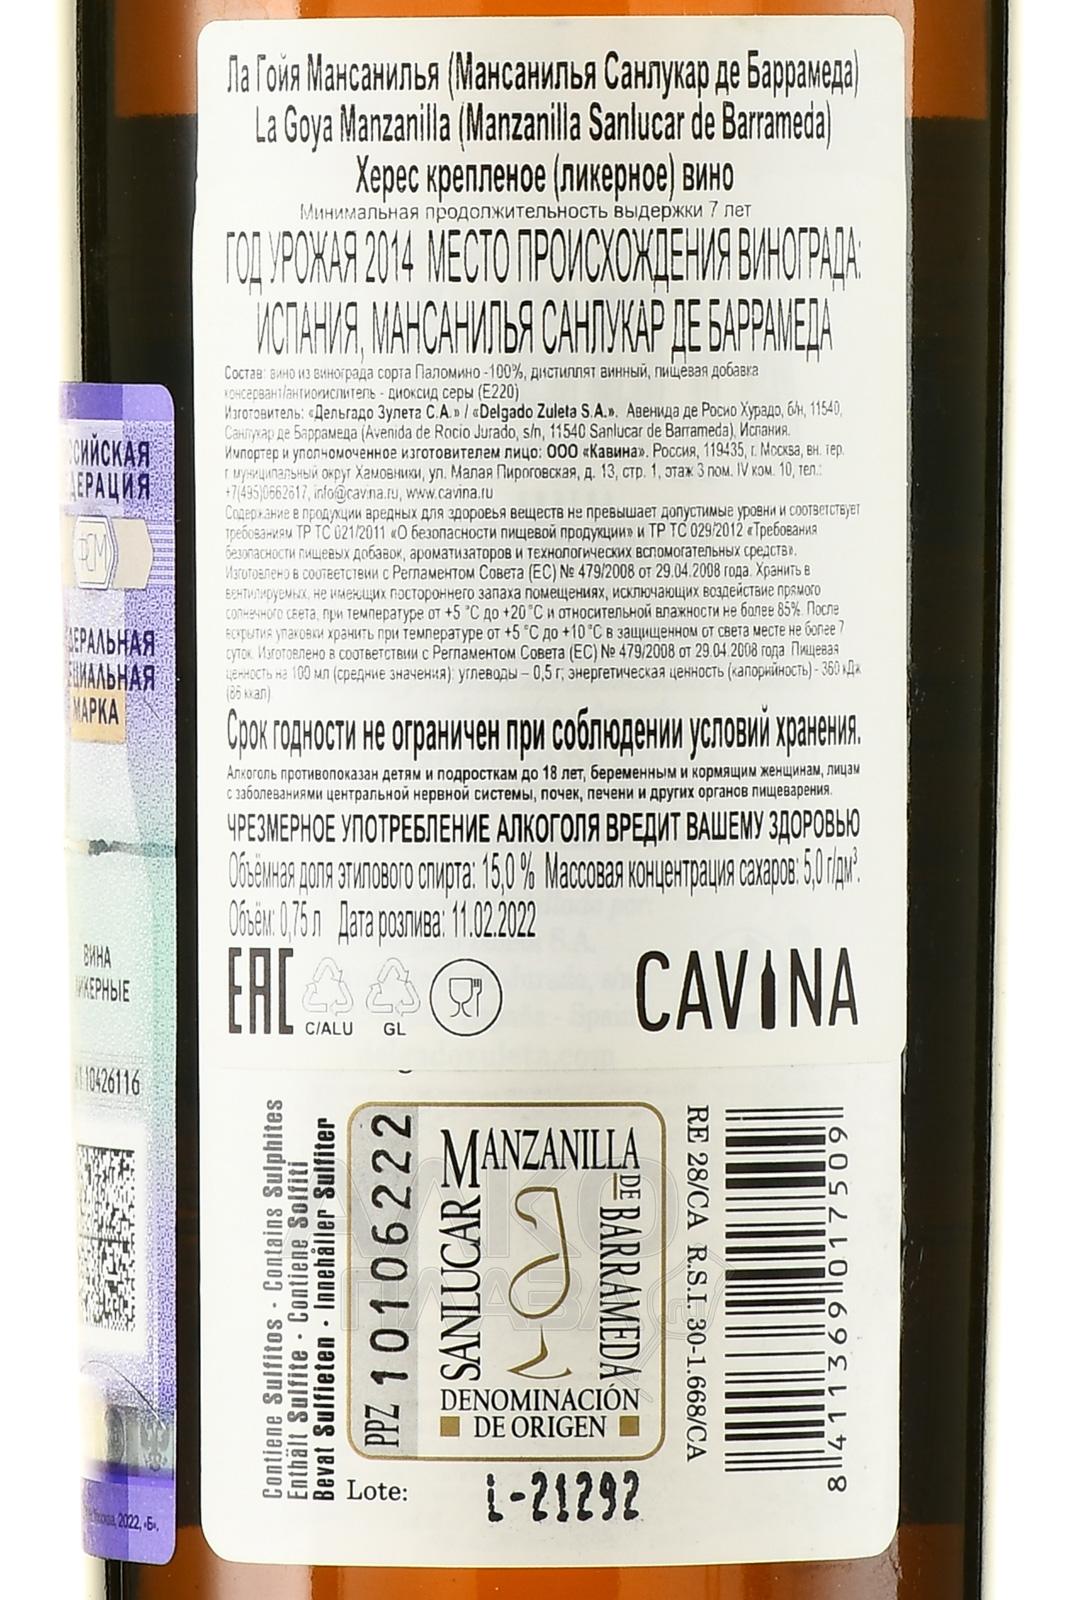 Ла Гойя Мансанилья (Мансанилья Санлукар де Баррамеда)
La Goya Manzanilla (Manzanilla Sanlucar de Barrameda)
Херес крепленое (ликерное) вино
Минимальная продолжительность выдержки 7 лет
ГОД УРОЖАЯ 2014 МЕСТО ПРОИСХОЖДЕНИЯ ВИНОГРАДА:
ИСПАНИЯ, МАНСАНИЛЬЯ САНЛУКАР ДЕ БАРРАМЕДА
Состав: вино из винограда сорта Паломино -100%, дистиллят винный, пищевая добавка
консервант/антиокислитель - диоксид серы (Е220)
Изготовитель: «Дельгадо Зулета С.А.» / «Delgado Zuleta S.A.». Авенида де Росио Хурадо, б/н, 11540,
Санлукар де Баррамеда (Avenida de Rocio Jurado, s/n, 11540 Sanlucar de Barrameda), Испания.
Импортер и уполномоченное изготовителем лицо: ООО «Кавина». Россия, 119435, г. Москва, вн. тер.
г муниципальный округ Хамовники, ул. Малая Пироговская, д. 13, стр. 1, этаж 3 пом. IV ком. 10, тел.:
+7(495)0662617, info@cavina.ru, www.cavina.ru
Содержание в продукции вредных для здоровья веществ не превышает допустимые уровни и соответствует
требованиям ТР ТС 021/2011 «О безопасности пищевой продукции» и ТР ТС 029/2012 «Требования
безопасности пищевых добавок, ароматизаторов и технологических вспомогательных средств».
Изготовлено в соответствии с Регламентом Совета (ЕС) № 479/2008 от 29.04.2008 года. Хранить в
вентилируемых, не имеющих постороннего запаха помещениях, исключающих воздействие прямого
солнечного света, при температуре от +5 °С до +20 °С и относительной влажности не более 85%. После
вскрытия упаковки хранить при температуре от +5 °С до +10 °С в защищенном от света месте не более 7
суток. Изготовлено в соответствии с Регламентом Совета (ЕС) № 479/2008 от 29.04.2008 года. Пищевая
ценность на 100 мл (средние значения): углеводы – 0,5 г; энергетическая ценность (калорийность) - 360 кДж
(86 ккал)
Срок годности не ограничен при соблюдении условий хранения.
Алкоголь противопоказан детям и подросткам до 18 лет, беременным и кормящим женщинам, лицам
с заболеваниями центральной нервной системы, почек, печени и других органов пищеварения.
ЧРЕЗМЕРНОЕ УПОТРЕБЛЕНИЕ АЛКОГОЛЯ ВРЕДИТ ВАШЕМУ ЗДОРОВЬЮ
Объёмная доля этилового спирта: 15,0 % Массовая концентрация сахаров: 5,0 г/дм³.
Объём: 0,75 л Дата розлива: 11.02.2022
EAC
C/ALU
GL
CAVINA
Contiene Sulfitos · Contains Sulphites
Enthält Sulfite · Contiene Solfiti
Bevat Sulfieten · Innehåller Sulfiter
PPZ 10106222
MANZANILLA
SANLUCAR
DE BARRAMEDA
DENOMINACIÓN
DE ORIGEN
RE 28/CA R.S.I. 30-1.668/CA
8 411369 017509
Lote:
L-21292
МАРКА
ВИНА
10426116
2022, «Б»,